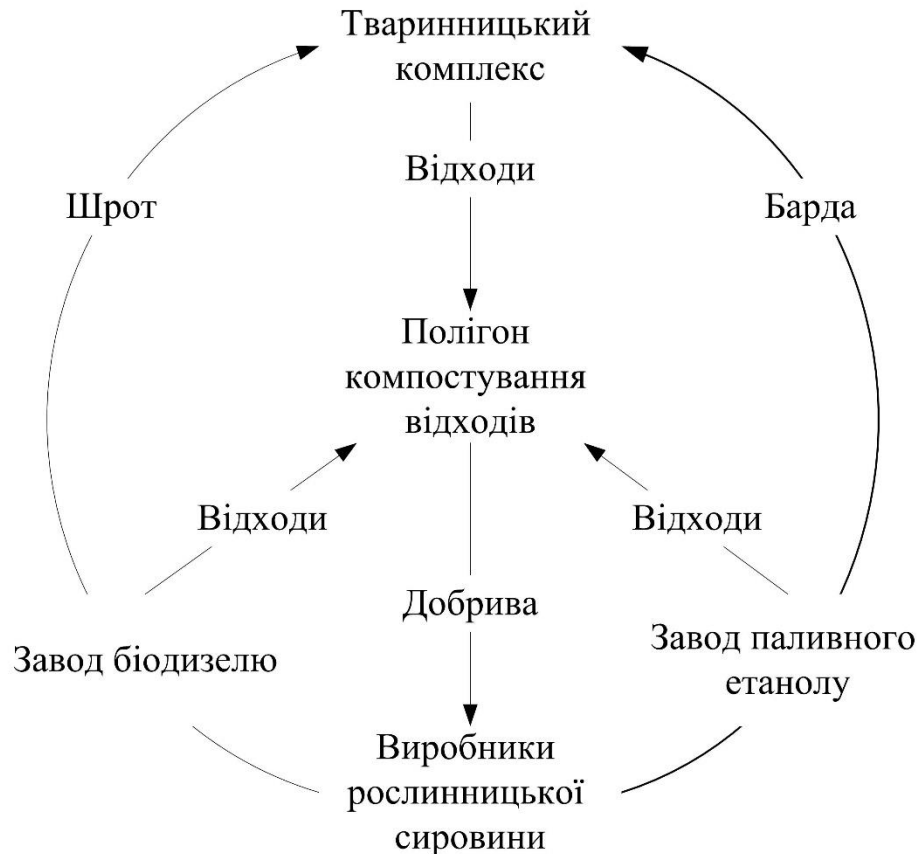 Тваринницький
комплекс
Відходи
Шрот
Барда
Полігон
компостування
відходів
Відходи
Відходи
Добрива
Завод біодизелю
Завод паливного
етанолу
Виробники
рослинницької
сировини